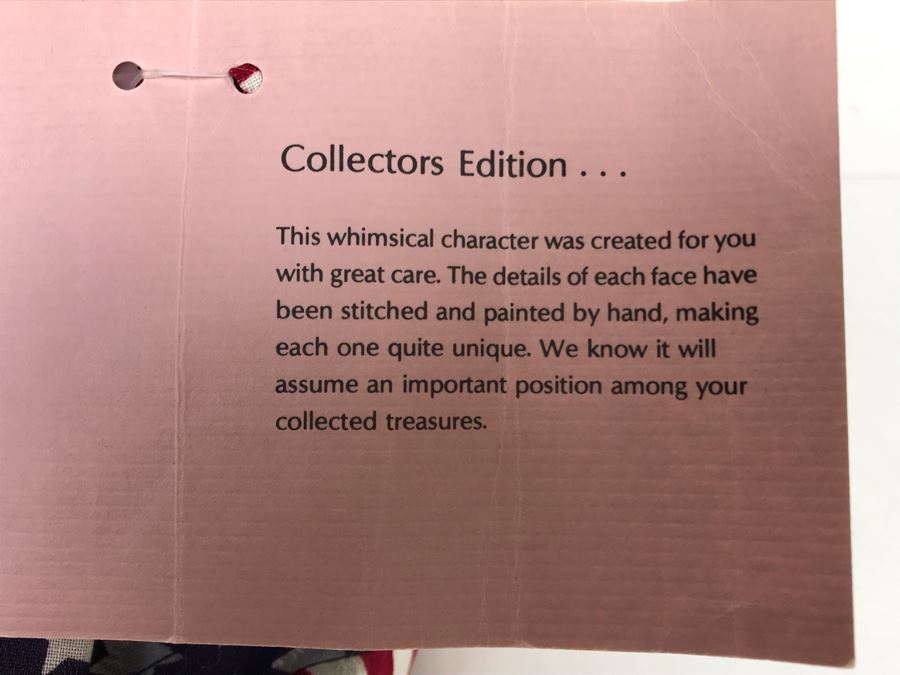 Collectors Edition . . .
This whimsical character was created for you
with great care. The details of each face have
been stitched and painted by hand, making
each one quite unique. We know it will
assume an important position among your
collected treasures.